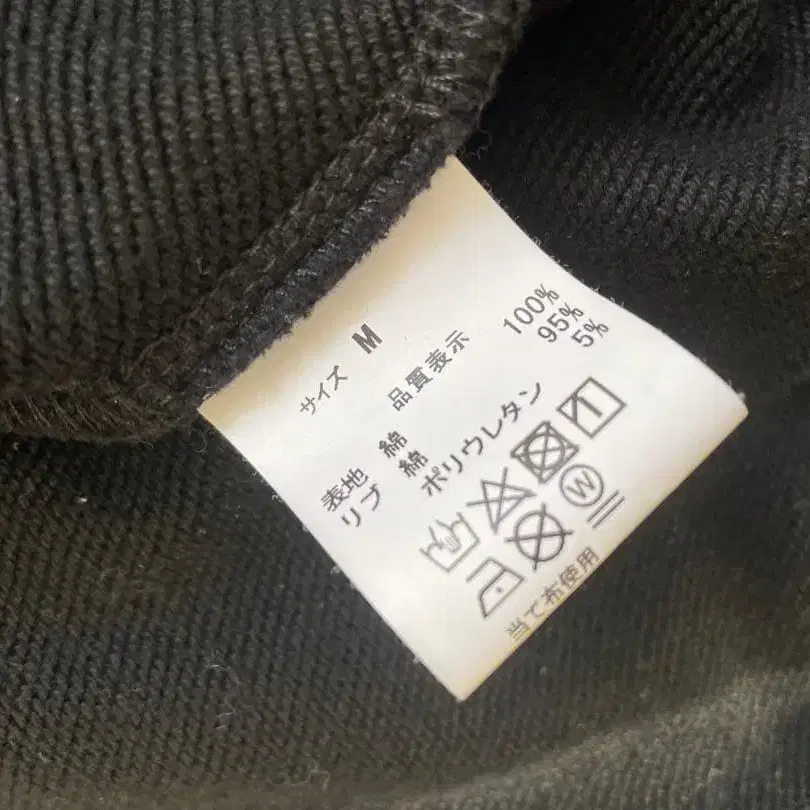 サイズ M
品質表示
表地 綿 100%
リブ 綿 95%
ポリウレタン 5%
W
当て布使用